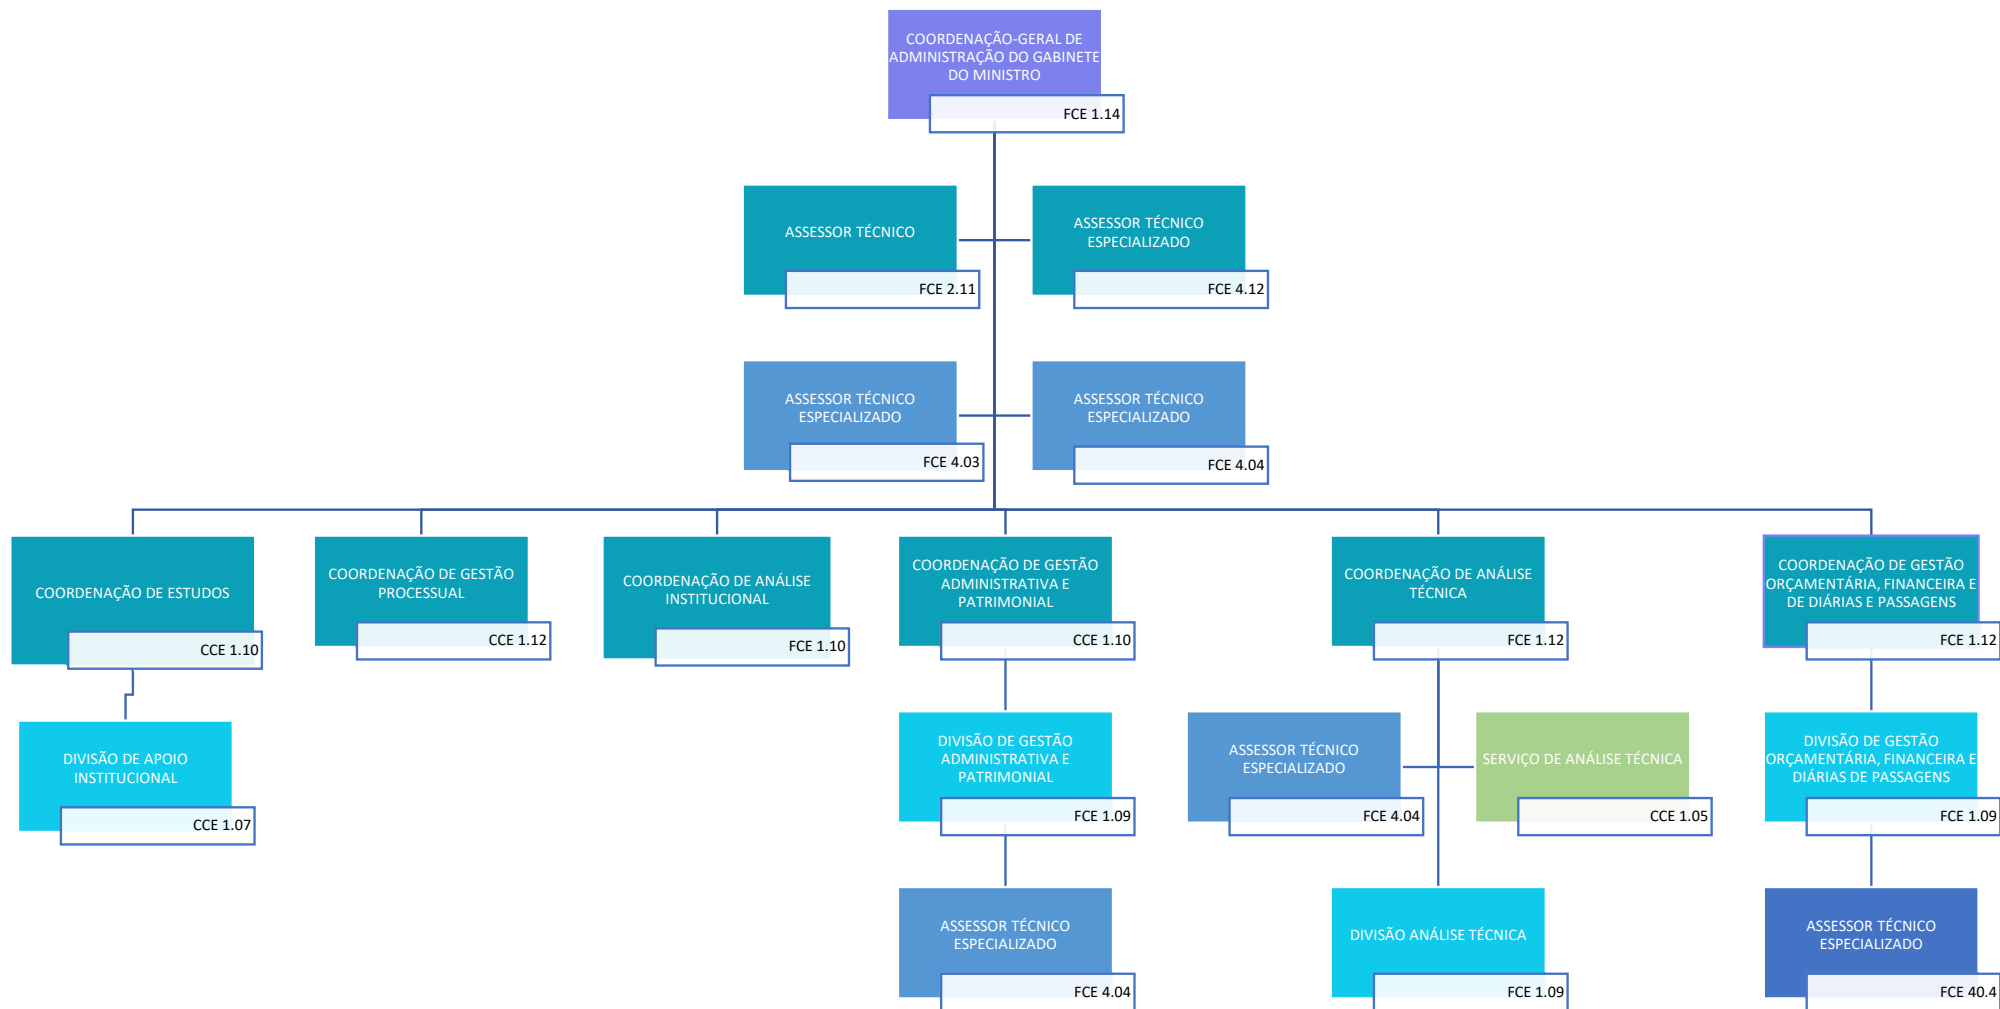 COORDENAÇÃO-GERAL DE
ADMINISTRAÇÃO DO GABINETE
DO MINISTRO
FCE 1.14
ASSESSOR TÉCNICO
FCE 2.11
ASSESSOR TÉCNICO
ESPECIALIZADO
FCE 4.12
ASSESSOR TÉCNICO
ESPECIALIZADO
FCE 4.03
ASSESSOR TÉCNICO
ESPECIALIZADO
FCE 4.04
COORDENAÇÃO DE ESTUDOS
CCE 1.10
COORDENAÇÃO DE GESTÃO
PROCESSUAL
CCE 1.12
COORDENAÇÃO DE ANÁLISE
INSTITUCIONAL
FCE 1.10
COORDENAÇÃO DE GESTÃO
ADMINISTRATIVA E
PATRIMONIAL
CCE 1.10
COORDENAÇÃO DE ANÁLISE
TÉCNICA
FCE 1.12
COORDENAÇÃO DE GESTÃO
ORÇAMENTÁRIA, FINANCEIRA E
DE DIÁRIAS E PASSAGENS
FCE 1.12
DIVISÃO DE APOIO
INSTITUCIONAL
CCE 1.07
DIVISÃO DE GESTÃO
ADMINISTRATIVA E
PATRIMONIAL
FCE 1.09
ASSESSOR TÉCNICO
ESPECIALIZADO
FCE 4.04
SERVIÇO DE ANÁLISE TÉCNICA
CCE 1.05
DIVISÃO DE GESTÃO
ORÇAMENTÁRIA, FINANCEIRA E
DIÁRIAS DE PASSAGENS
FCE 1.09
ASSESSOR TÉCNICO
ESPECIALIZADO
FCE 4.04
DIVISÃO ANÁLISE TÉCNICA
FCE 1.09
ASSESSOR TÉCNICO
ESPECIALIZADO
FCE 40.4